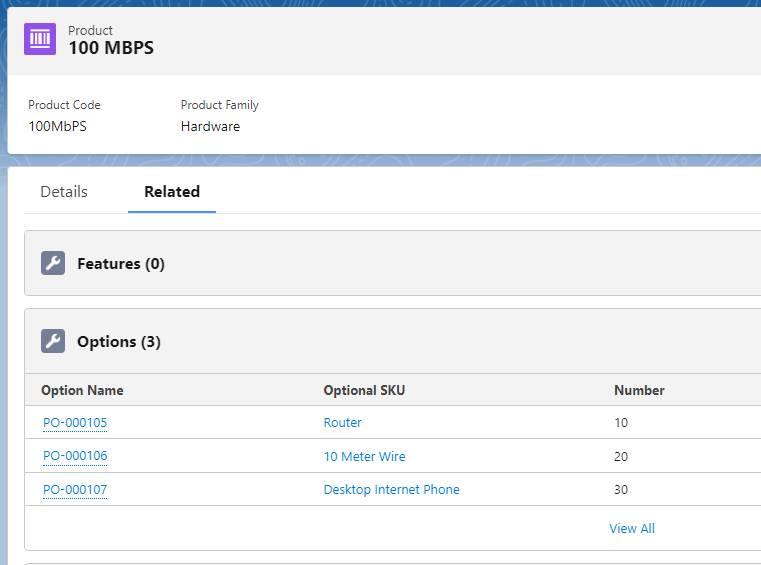 Product
100 MBPS
Product Code Product Family
100MbPS Hardware
Details Related
Features (0)
Options (3)
Option Name Optional SKU Number
PO-000105 Router 10
PO-000106 10 Meter Wire 20
PO-000107 Desktop Internet Phone 30
View All